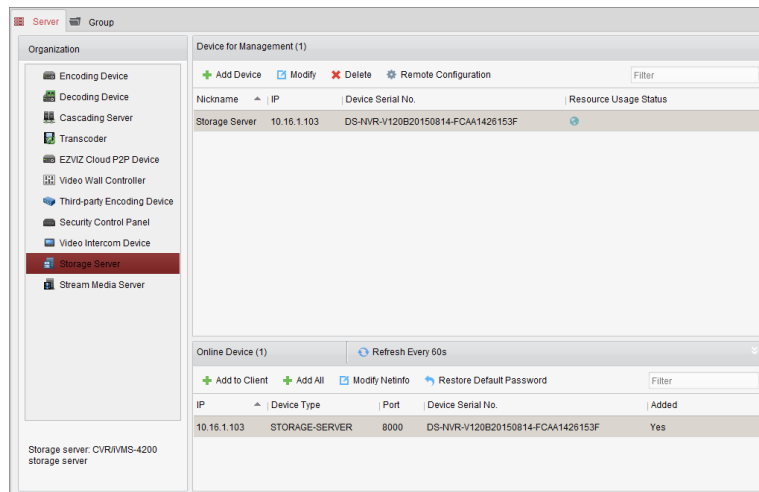 Server Group
Organization
Encoding Device
Decoding Device
Cascading Server
Transcoder
EZVIZ Cloud P2P Device
Video Wall Controller
Third-party Encoding Device
Security Control Panel
Video Intercom Device
Storage Server
Stream Media Server
Storage server: CVR/iVMS-4200
storage server
Device for Management (1)
Add Device Modify Delete Remote Configuration Filter
Nickname IP Device Serial No. Resource Usage Status
Storage Server 10.16.1.103 DS-NVR-V120B20150814-FCAA1426153F
Online Device (1) Refresh Every 60s
Add to Client Add All Modify Netinfo Restore Default Password Filter
IP Device Type Port Device Serial No. Added
10.16.1.103 STORAGE-SERVER 8000 DS-NVR-V120B20150814-FCAA1426153F Yes